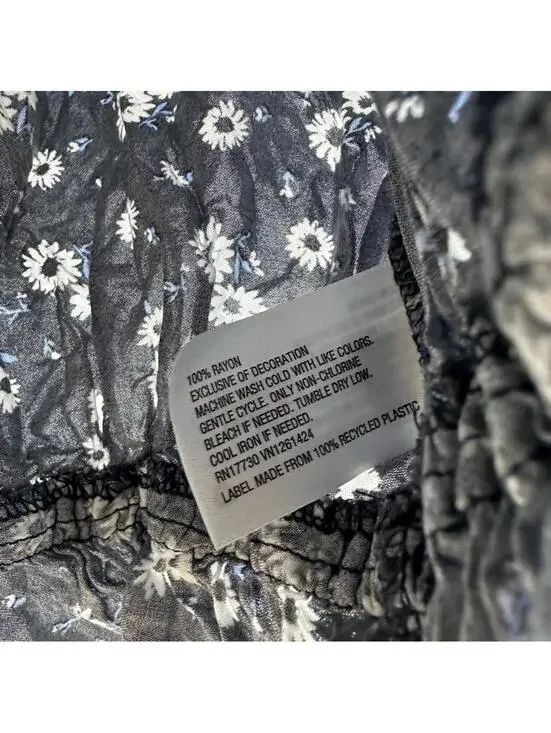 100% RAYON
EXCLUSIVE OF DECORATION
MACHINE WASH COLD WITH LIKE COLORS.
GENTLE CYCLE. ONLY NON-CHLORINE
BLEACH IF NEEDED. TUMBLE DRY LOW.
COOL IRON IF NEEDED.
RN17730 VN1261424
LABEL MADE FROM 100% RECYCLED PLASTIC